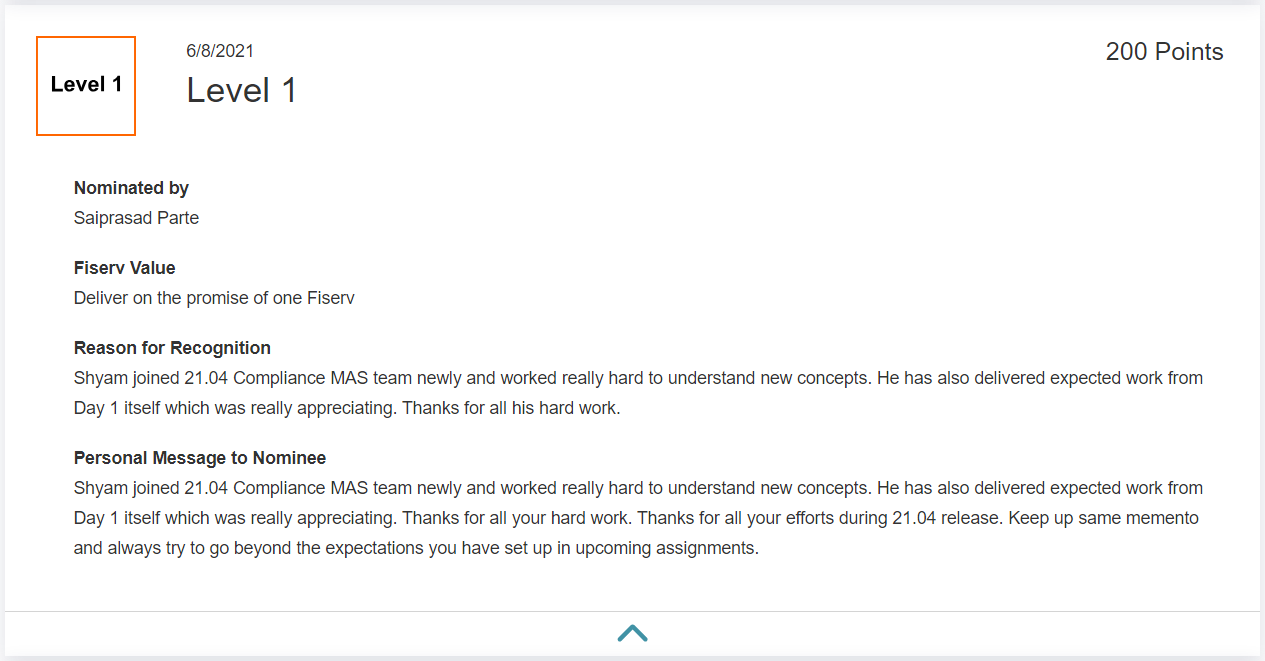 Level 1
6/8/2021
Level 1
200 Points
Nominated by
Saiprasad Parte
Fiserv Value
Deliver on the promise of one Fiserv
Reason for Recognition
Shyam joined 21.04 Compliance MAS team newly and worked really hard to understand new concepts. He has also delivered expected work from
Day 1 itself which was really appreciating. Thanks for all his hard work.
Personal Message to Nominee
Shyam joined 21.04 Compliance MAS team newly and worked really hard to understand new concepts. He has also delivered expected work from
Day 1 itself which was really appreciating. Thanks for all your hard work. Thanks for all your efforts during 21.04 release. Keep up same memento
and always try to go beyond the expectations you have set up in upcoming assignments.